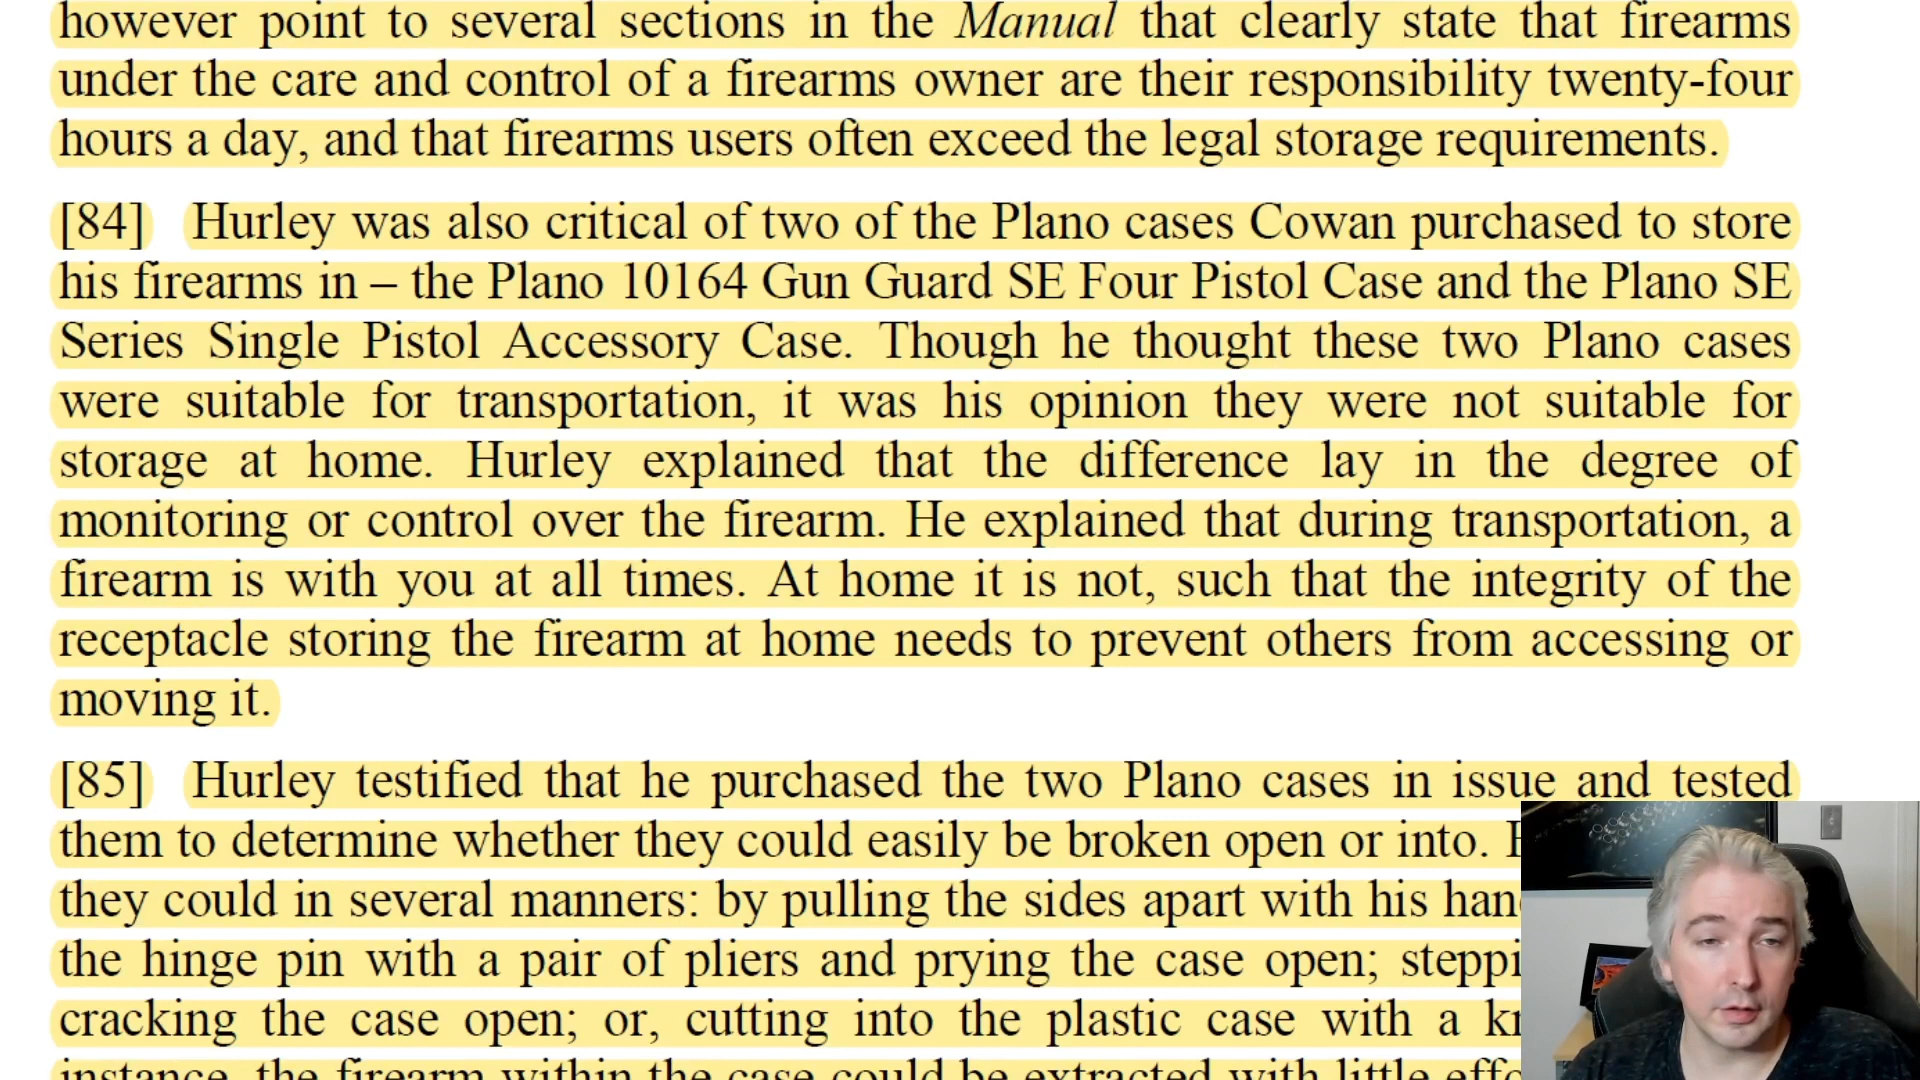 however point to several sections in the Manual that clearly state that firearms
under the care and control of a firearms owner are their responsibility twenty-four
hours a day, and that firearms users often exceed the legal storage requirements.
[84] Hurley was also critical of two of the Plano cases Cowan purchased to store
his firearms in – the Plano 10164 Gun Guard SE Four Pistol Case and the Plano SE
Series Single Pistol Accessory Case. Though he thought these two Plano cases
were suitable for transportation, it was his opinion they were not suitable for
storage at home. Hurley explained that the difference lay in the degree of
monitoring or control over the firearm. He explained that during transportation, a
firearm is with you at all times. At home it is not, such that the integrity of the
receptacle storing the firearm at home needs to prevent others from accessing or
moving it.
[85] Hurley testified that he purchased the two Plano cases in issue and tested
them to determine whether they could easily be broken open or into.
they could in several manners: by pulling the sides apart with his
the hinge pin with a pair of pliers and prying the case open;
cracking the case open; or, cutting into the plastic case with a
instance, the firearm within the case could be extracted with little